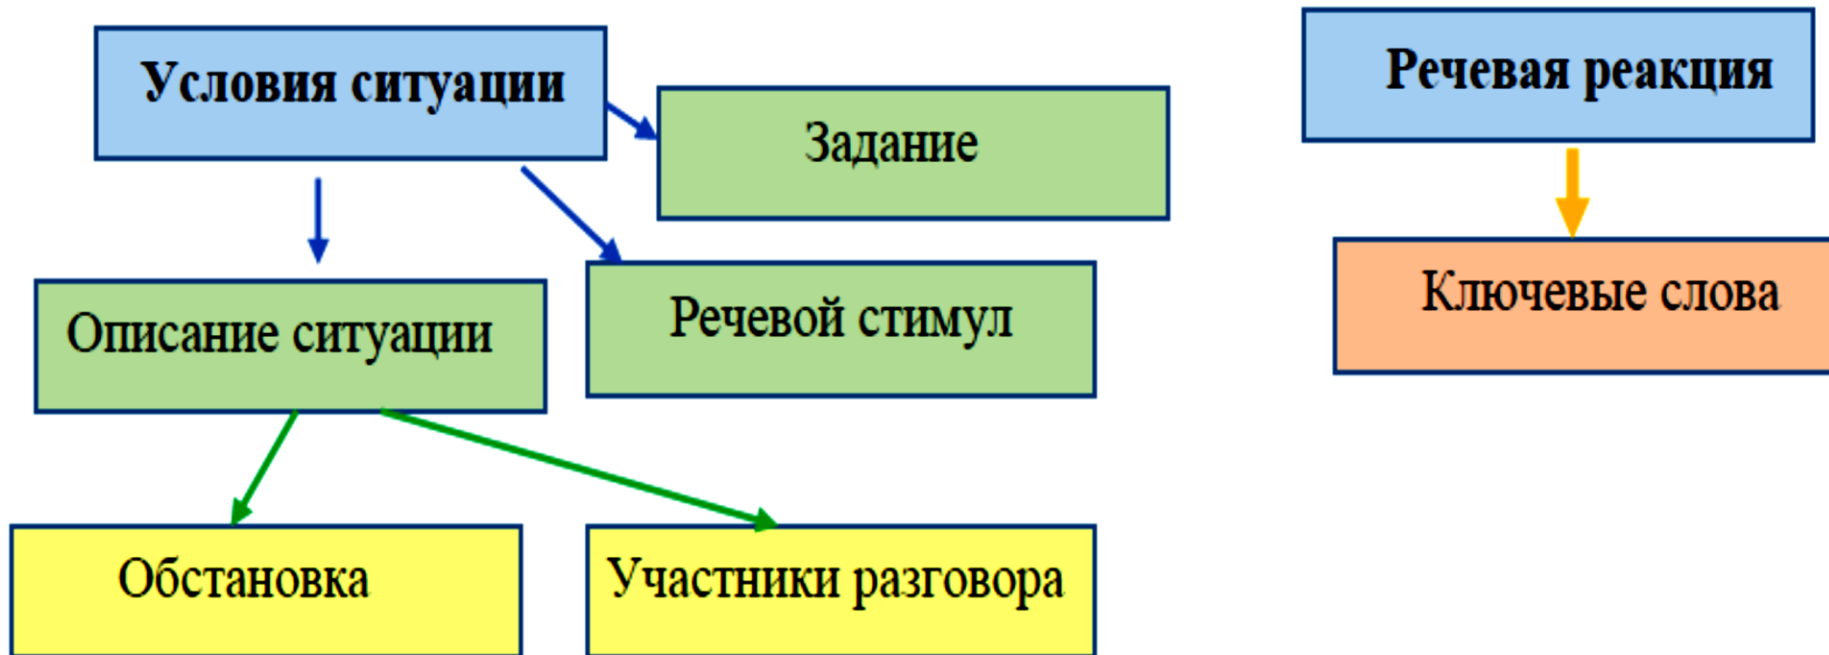 Условия ситуации
Речевая реакция
Задание
Речевой стимул
Ключевые слова
Описание ситуации
Обстановка
Участники разговора